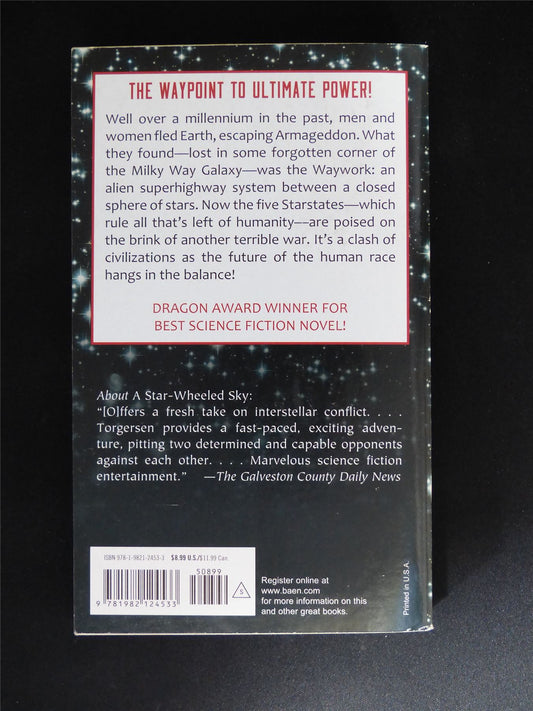 THE WAYPOINT TO ULTIMATE POWER!
Well over a millennium in the past, men and
women fled Earth, escaping Armageddon. What
they found—lost in some forgotten corner of
the Milky Way Galaxy—was the Waywork: an
alien superhighway system between a closed
sphere of stars. Now the five Starstates—which
rule all that's left of humanity—are poised on
the brink of another terrible war. It's a clash of
civilizations as the future of the human race
hangs in the balance!
DRAGON AWARD WINNER FOR
BEST SCIENCE FICTION NOVEL!
About A Star-Wheeled Sky:
"[O]ffers a fresh take on interstellar conflict. . . .
Torgersen provides a fast-paced, exciting adven-
ture, pitting two determined and capable opponents
against each other. . . . Marvelous science fiction
entertainment." —The Galveston County Daily News
ISBN 978-1-9821-2453-3 $8.99 U.S./$11.99 Can.
50899
S
9 781982 124533
Register online at
www.baen.com
for more information on this
and other great books.
Printed in U.S.A.